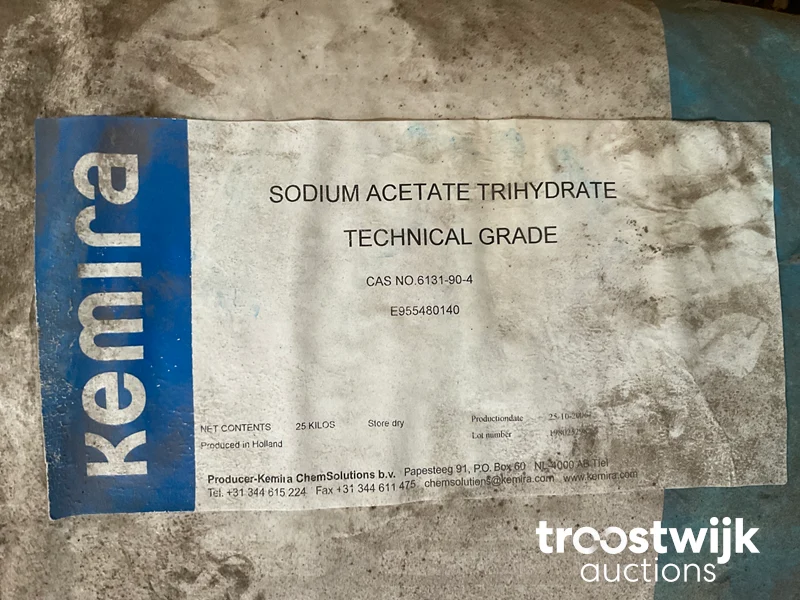 kemira
SODIUM ACETATE TRIHYDRATE
TECHNICAL GRADE
CAS NO.6131-90-4
E955480140
NET CONTENTS 25 KILOS Store dry
Produced in Holland
Productiondate
Lot number
Producer-Kemira ChemSolutions b.v. Papesteeg 91, P.O. Box 60 NL-4000 AB Tiel
Tel. +31 344 615 224 Fax +31 344 611 475 chemsolutions@kemira.com www.kemira.com
troostwijk
auctions